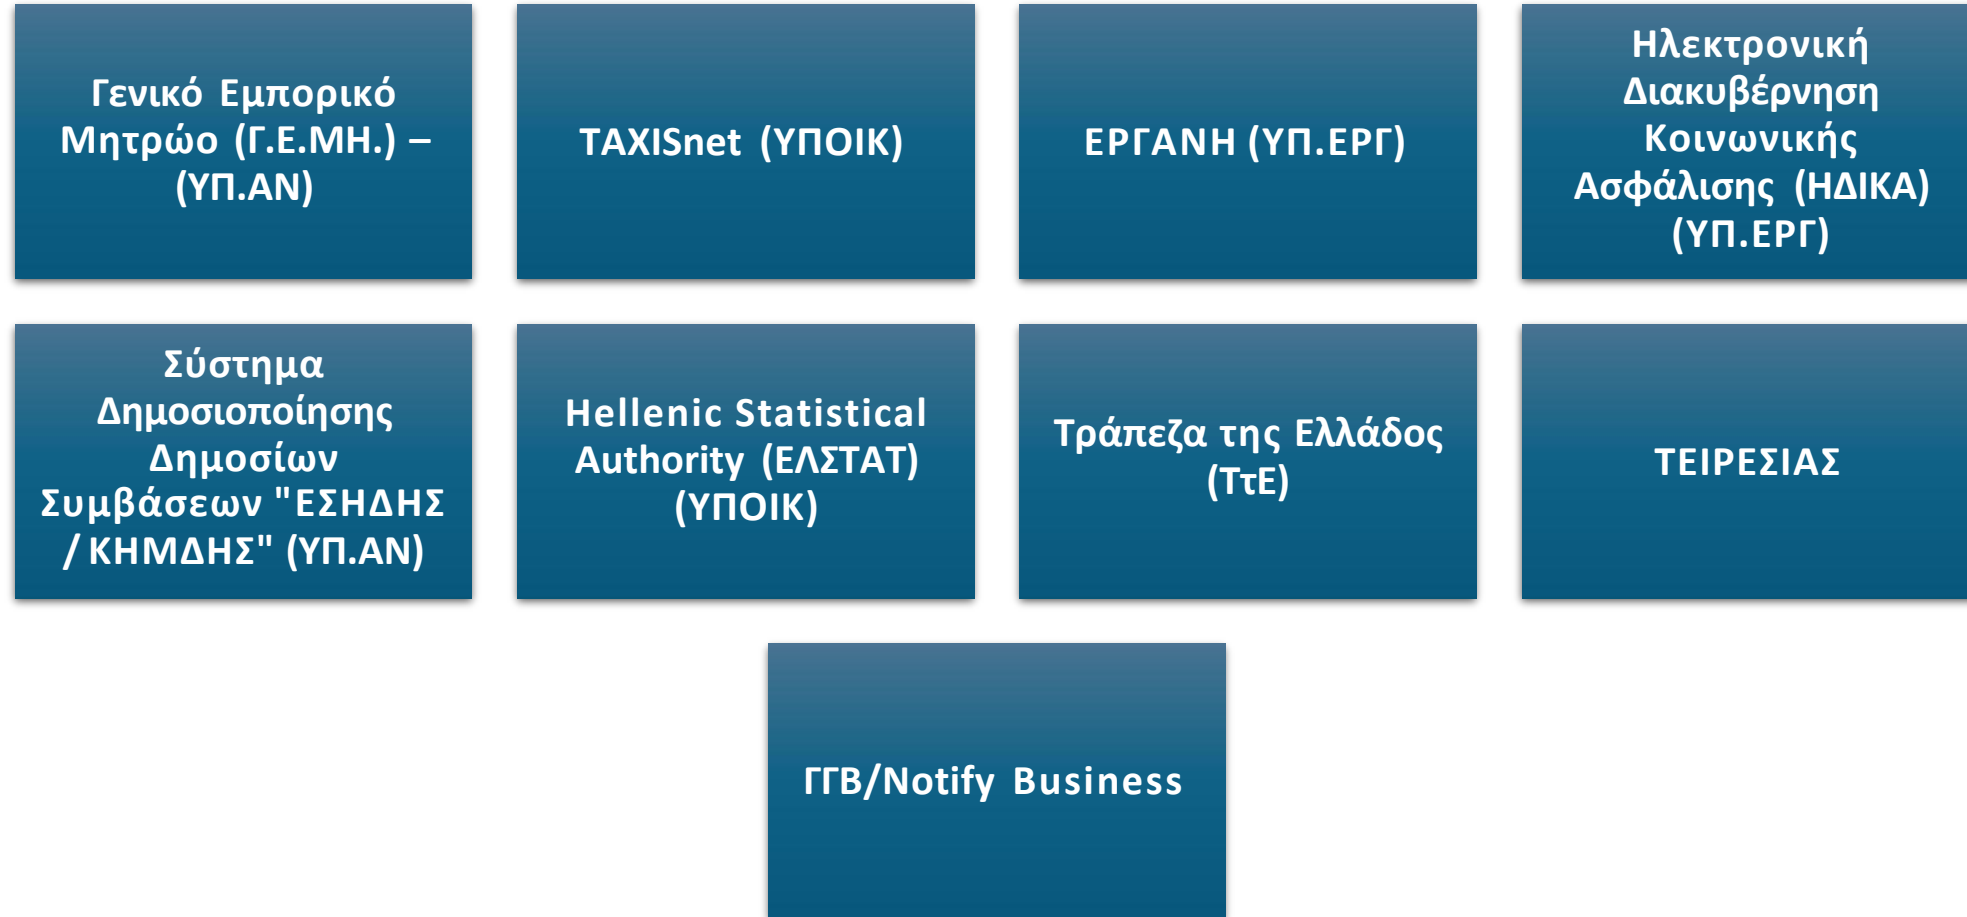 Γενικό Εμπορικό
Μητρώο (Γ.Ε.ΜΗ.) –
(ΥΠ.ΑΝ)
TAXISnet (ΥΠΟΙΚ)
ΕΡΓΑΝΗ (ΥΠ.ΕΡΓ)
Ηλεκτρονική
Διακυβέρνηση
Κοινωνικής
Ασφάλισης (ΗΔΙΚΑ)
(ΥΠ.ΕΡΓ)
Σύστημα
Δημοσιοποίησης
Δημοσίων
Συμβάσεων "ΕΣΗΔΗΣ
/ ΚΗΜΔΗΣ" (ΥΠ.ΑΝ)
Hellenic Statistical
Authority (ΕΛΣΤΑΤ)
(ΥΠΟΙΚ)
Τράπεζα της Ελλάδος
(ΤτΕ)
ΤΕΙΡΕΣΙΑΣ
ΓΓΒ/Notify Business